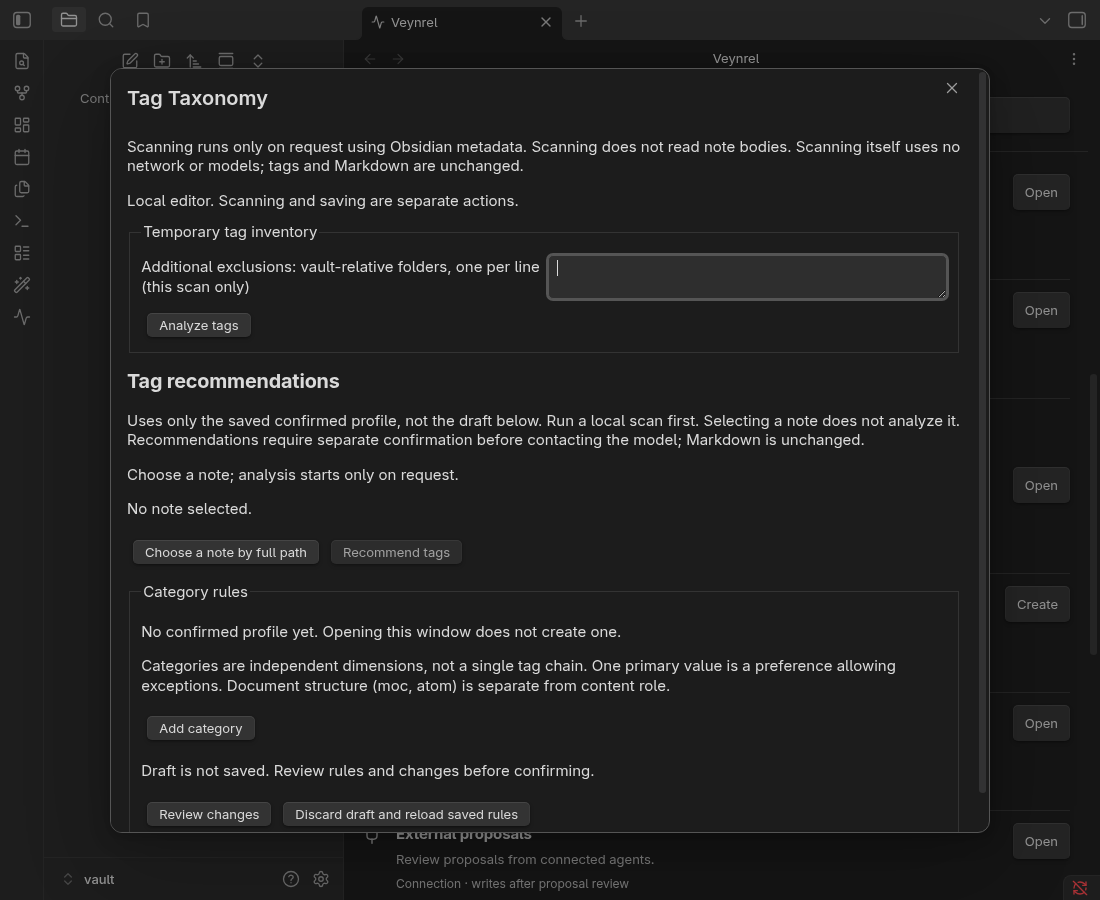 Veynrel
Veynrel
Cont
Tag Taxonomy
Scanning runs only on request using Obsidian metadata. Scanning does not read note bodies. Scanning itself uses no
network or models; tags and Markdown are unchanged.
Local editor. Scanning and saving are separate actions.
Temporary tag inventory
Additional exclusions: vault-relative folders, one per line
(this scan only)
Analyze tags
Tag recommendations
Uses only the saved confirmed profile, not the draft below. Run a local scan first. Selecting a note does not analyze it.
Recommendations require separate confirmation before contacting the model; Markdown is unchanged.
Choose a note; analysis starts only on request.
No note selected.
Choose a note by full path
Recommend tags
Category rules
No confirmed profile yet. Opening this window does not create one.
Categories are independent dimensions, not a single tag chain. One primary value is a preference allowing
exceptions. Document structure (moc, atom) is separate from content role.
Add category
Draft is not saved. Review rules and changes before confirming.
Review changes
Discard draft and reload saved rules
Open
Open
Open
Create
Open
Open
External proposals
Review proposals from connected agents.
Connection · writes after proposal review
vault